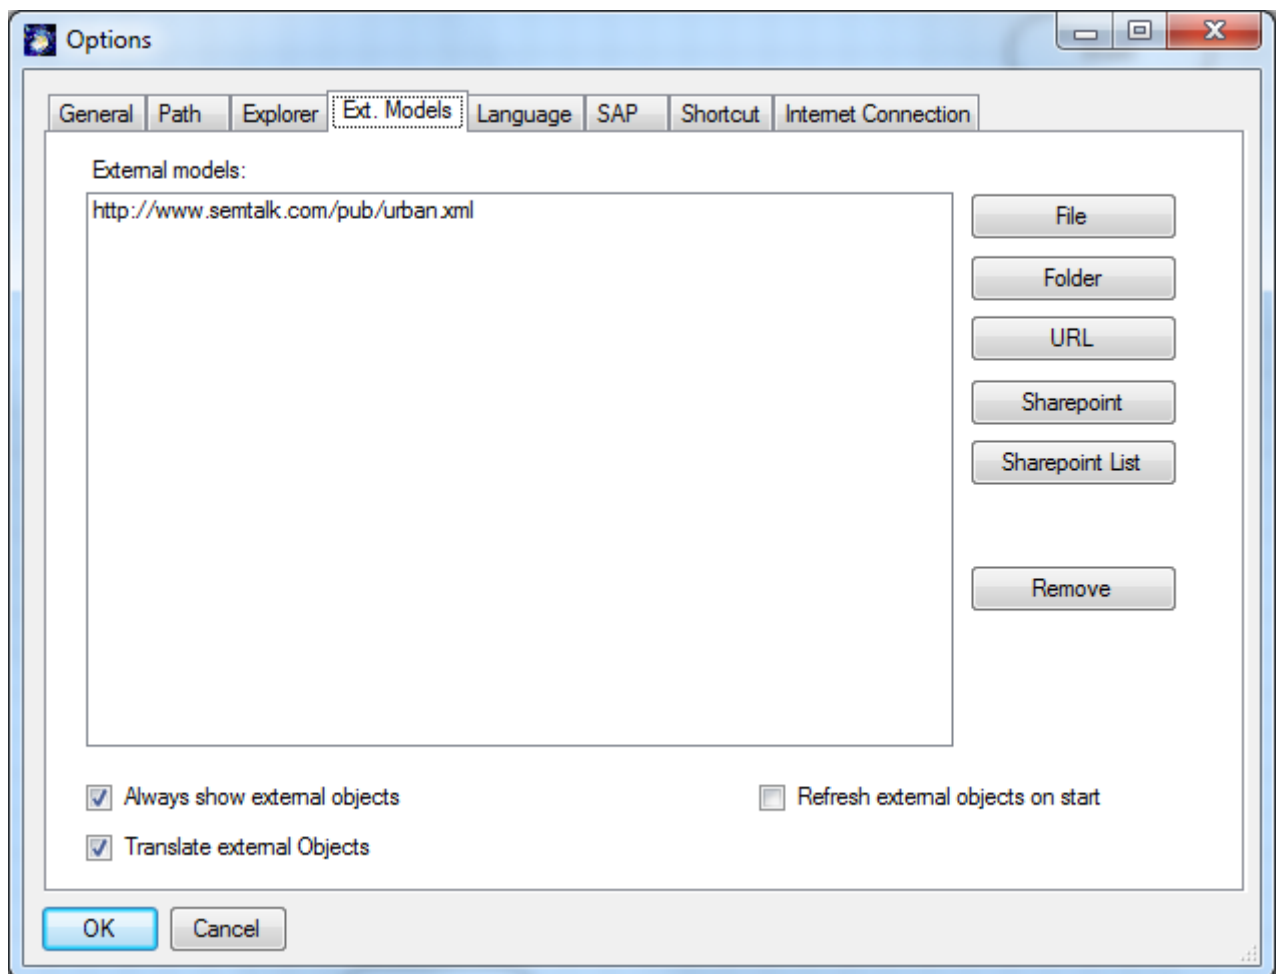 Options
General Path Explorer Ext. Models Language SAP Shortcut Internet Connection
External models:
http://www.semtalk.com/pub/urban.xml
File
Folder
URL
Sharepoint
Sharepoint List
Remove
Always show external objects Refresh external objects on start
Translate external Objects
OK Cancel